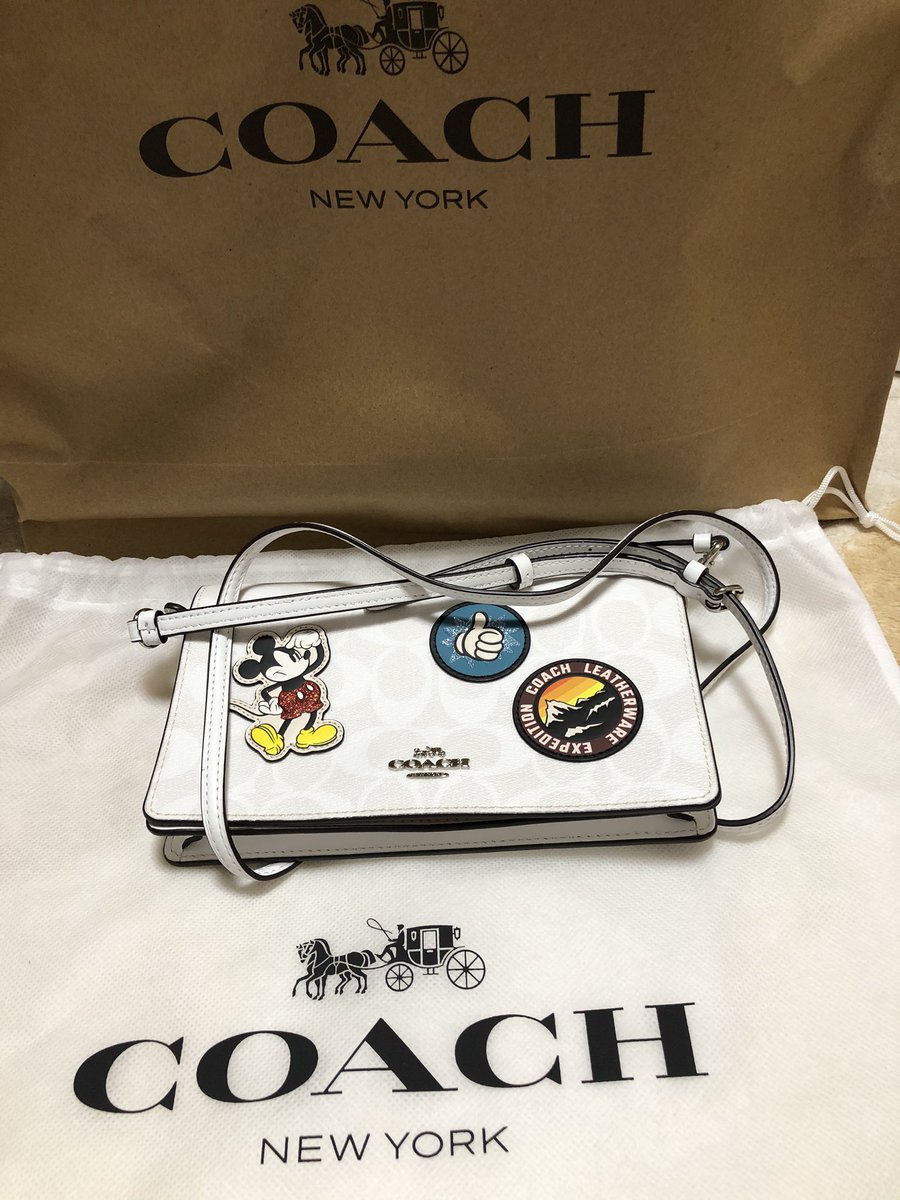 COACH
NEW YORK
COACH LEATHERWARE
EXPEDITION
COACH
COACH
NEW YORK